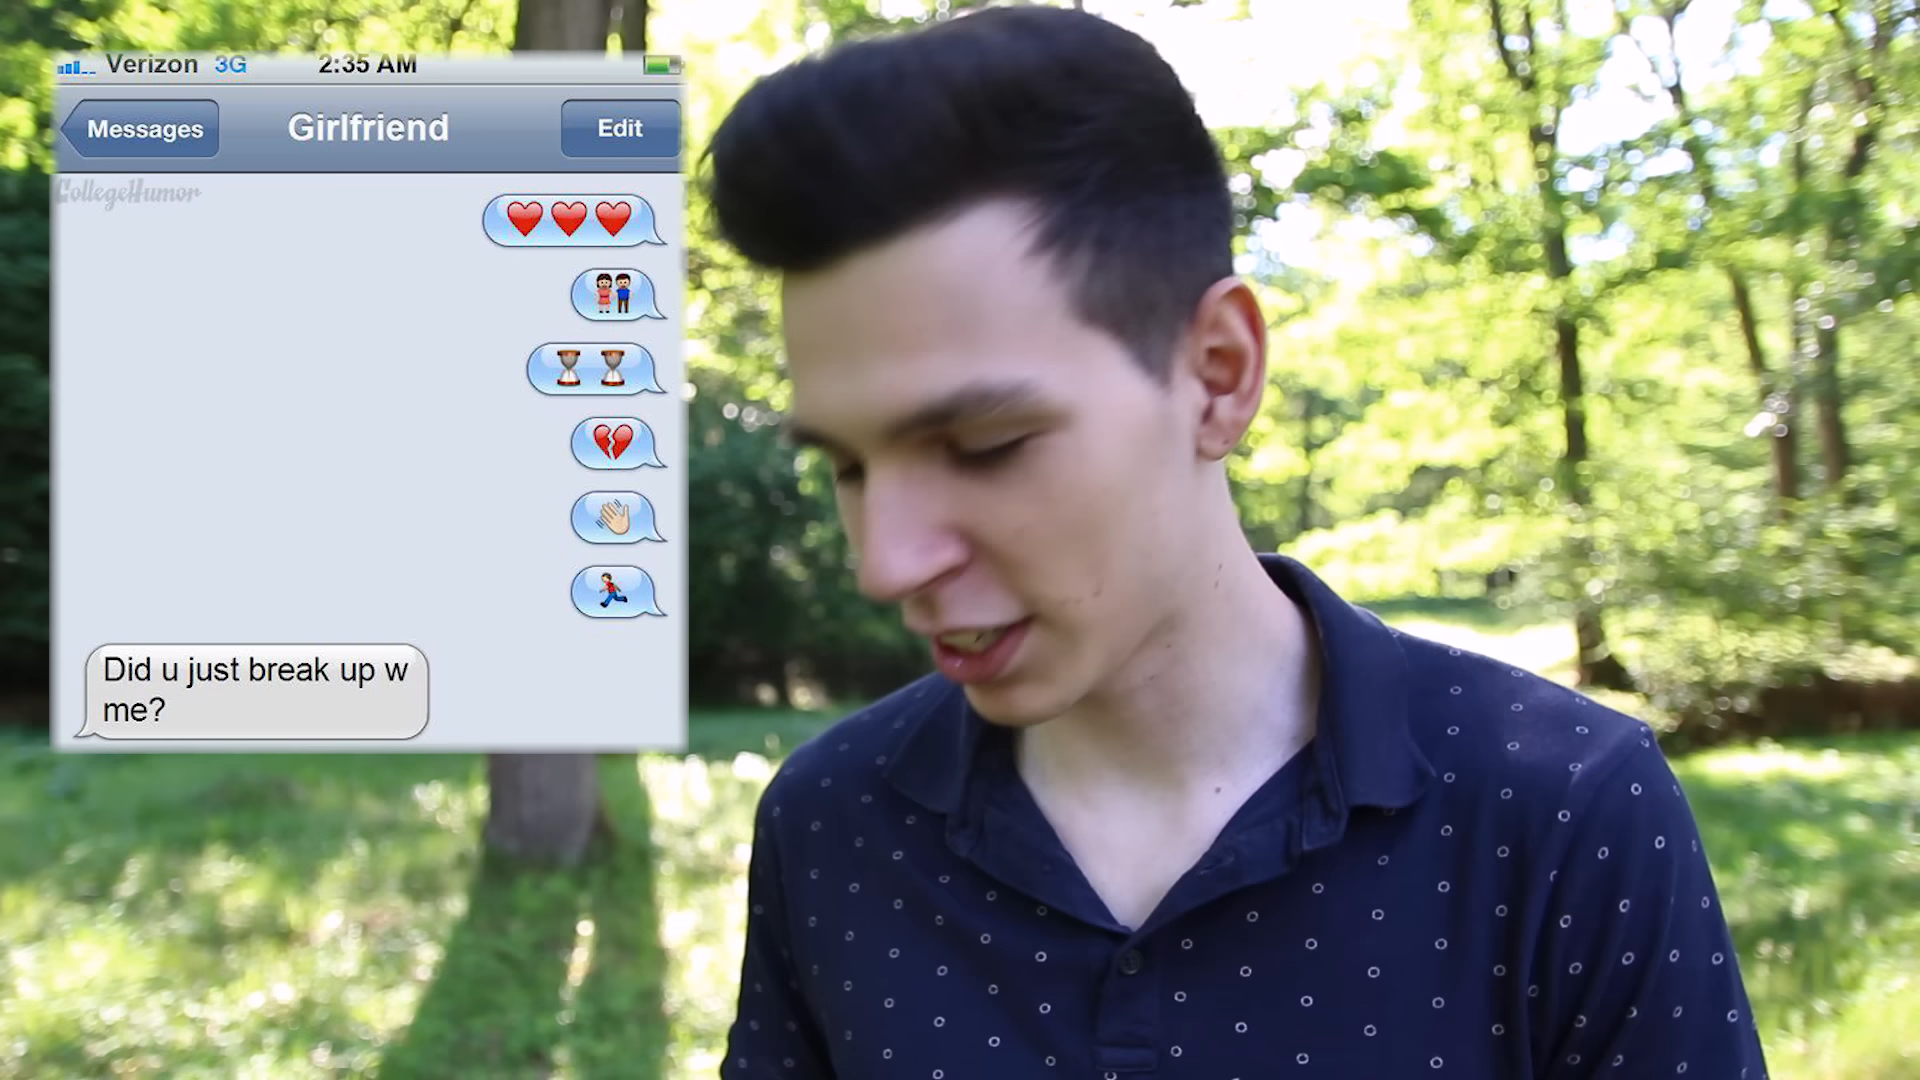 Verizon 3G 2:35 AM
Messages Girlfriend Edit
CollegeHumor
Did u just break up w
me?